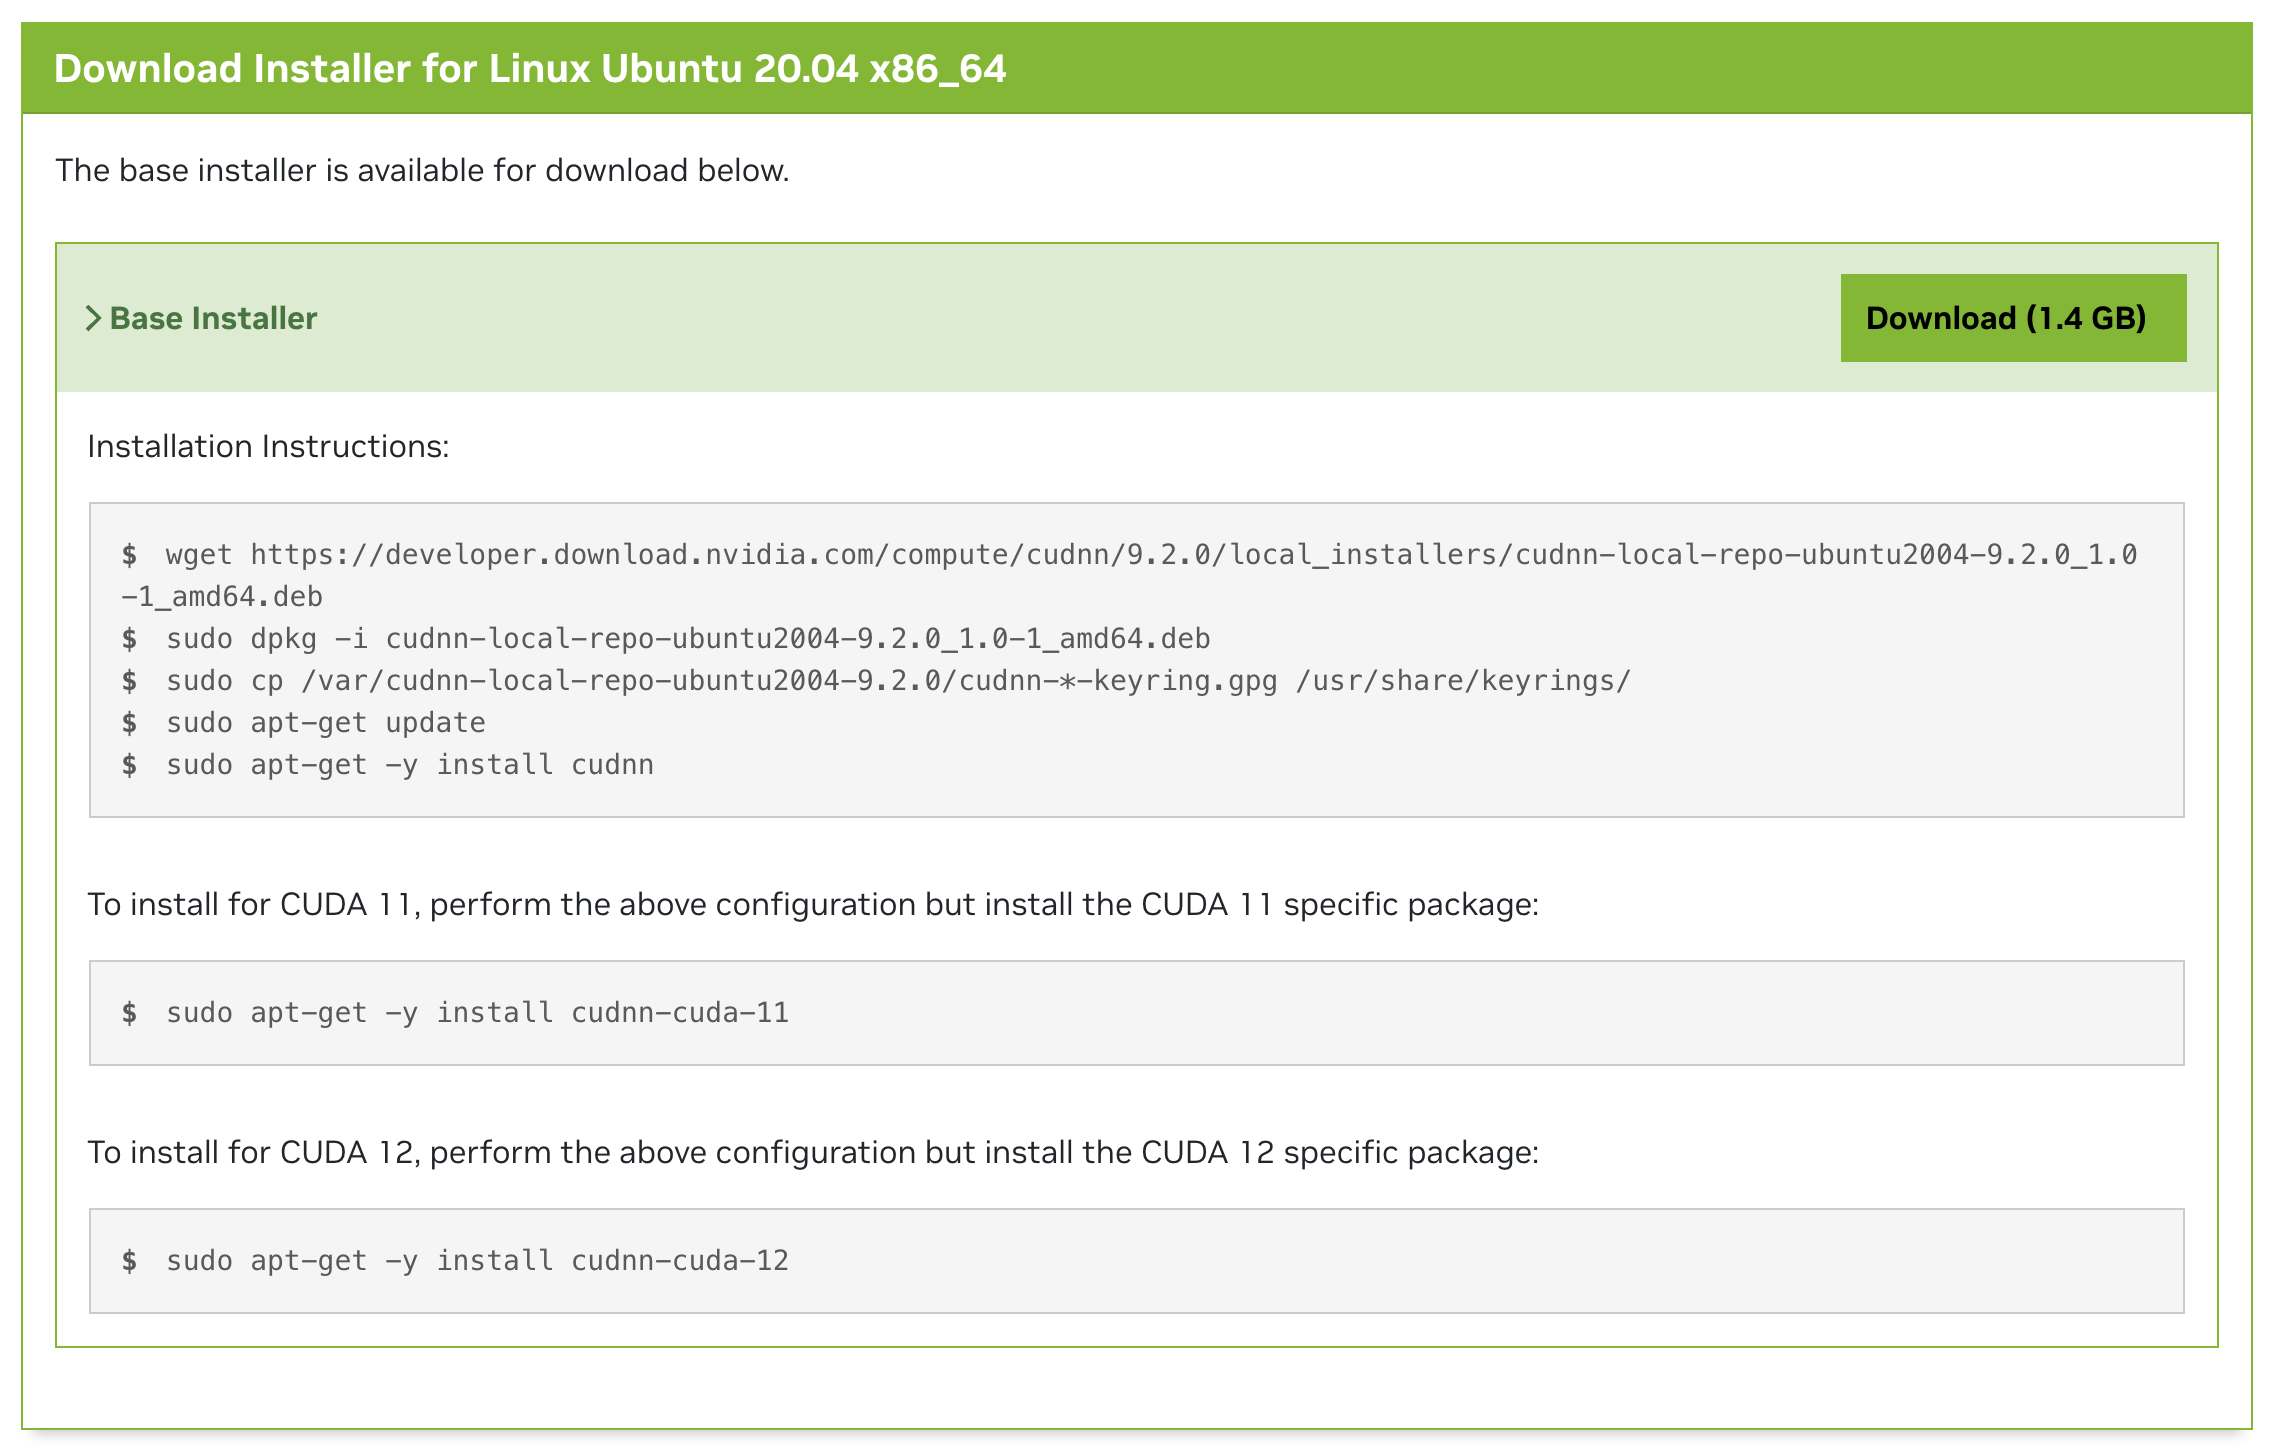 Download Installer for Linux Ubuntu 20.04 x86_64
The base installer is available for download below.
Base Installer
Download (1.4 GB)
Installation Instructions:
$ wget https://developer.download.nvidia.com/compute/cudnn/9.2.0/local_installers/cudnn-local-repo-ubuntu2004-9.2.0_1.0
-1_amd64.deb
$ sudo dpkg -i cudnn-local-repo-ubuntu2004-9.2.0_1.0-1_amd64.deb
$ sudo cp /var/cudnn-local-repo-ubuntu2004-9.2.0/cudnn-*-keyring.gpg /usr/share/keyrings/
$ sudo apt-get update
$ sudo apt-get -y install cudnn
To install for CUDA 11, perform the above configuration but install the CUDA 11 specific package:
$ sudo apt-get -y install cudnn-cuda-11
To install for CUDA 12, perform the above configuration but install the CUDA 12 specific package:
$ sudo apt-get -y install cudnn-cuda-12